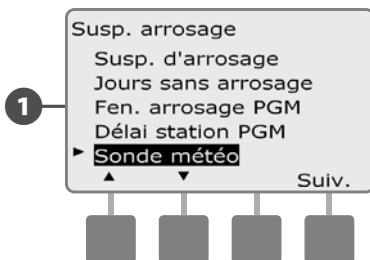 Susp. arrosage
Susp. d'arrosage
Jours sans arrosage
Fen. arrosage PGM
Délai station PGM
Sonde météo
Suiv.
1